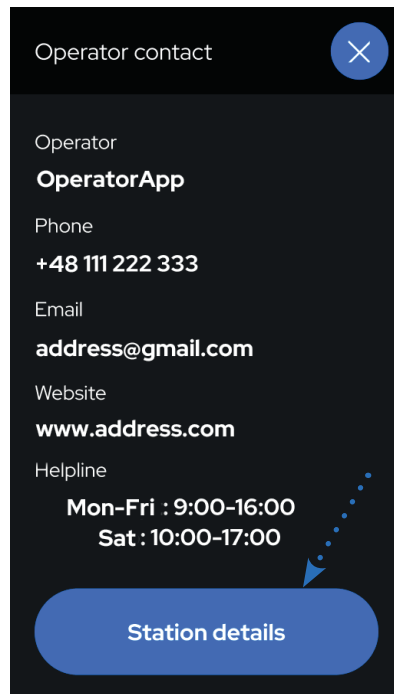 Operator contact
Operator
OperatorApp
Phone
+48 111 222 333
Email
address@gmail.com
Website
www.address.com
Helpline
Mon-Fri : 9:00-16:00
Sat : 10:00-17:00
Station details